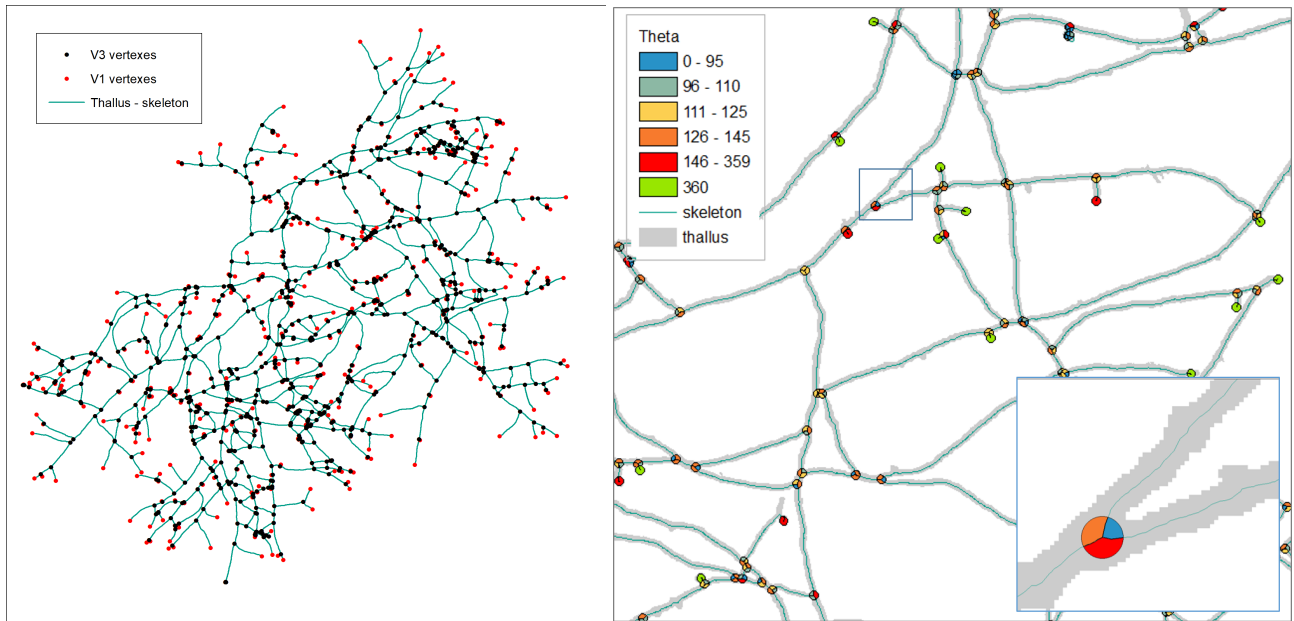 V3 vertexes
V1 vertexes
Thallus - skeleton
Theta
0 - 95
96 - 110
111 - 125
126 - 145
146 - 359
360
skeleton
thallus